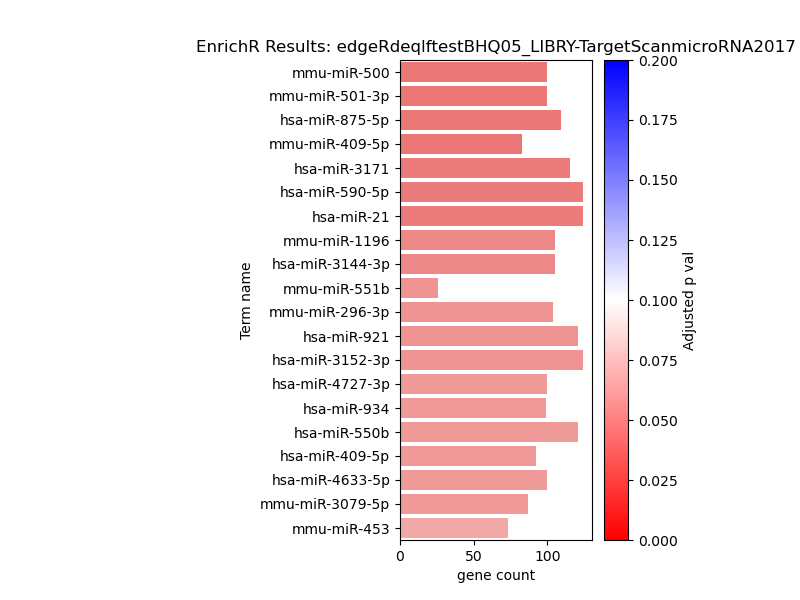 EnrichR Results: edgeRdeqlftestBHQ05_LIBRY-TargetScanmicroRNA2017
mmu-miR-500
mmu-miR-501-3p
hsa-miR-875-5p
mmu-miR-409-5p
hsa-miR-3171
hsa-miR-590-5p
hsa-miR-21
mmu-miR-1196
hsa-miR-3144-3p
mmu-miR-551b
mmu-miR-296-3p
hsa-miR-921
hsa-miR-3152-3p
hsa-miR-4727-3p
hsa-miR-934
hsa-miR-550b
hsa-miR-409-5p
hsa-miR-4633-5p
mmu-miR-3079-5p
mmu-miR-453
Term name
0 50 100
gene count
0.200
0.175
0.150
0.125
0.100
0.075
0.050
0.025
0.000
Adjusted p val